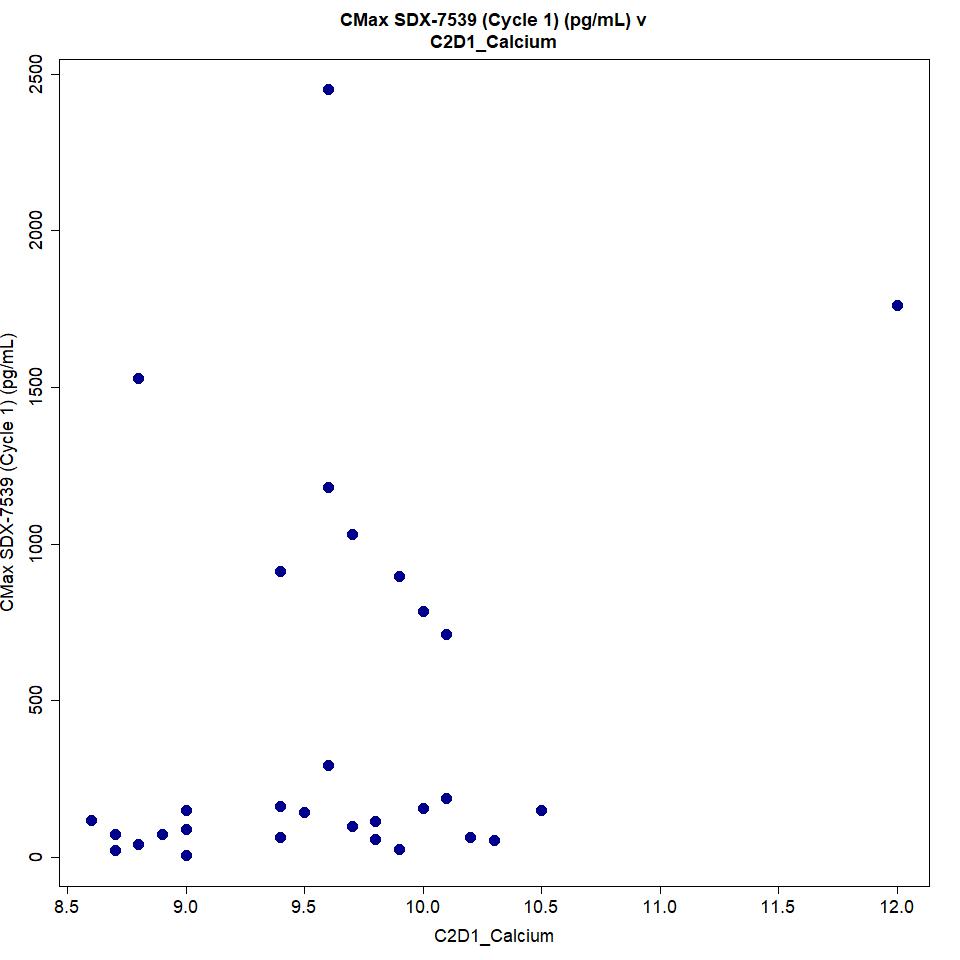 CMax SDX-7539 (Cycle 1) (pg/mL) v
C2D1_Calcium
2500
2000
1500
1000
500
0
CMax SDX-7539 (Cycle 1) (pg/mL)
8.5 9.0 9.5 10.0 10.5 11.0 11.5 12.0
C2D1_Calcium